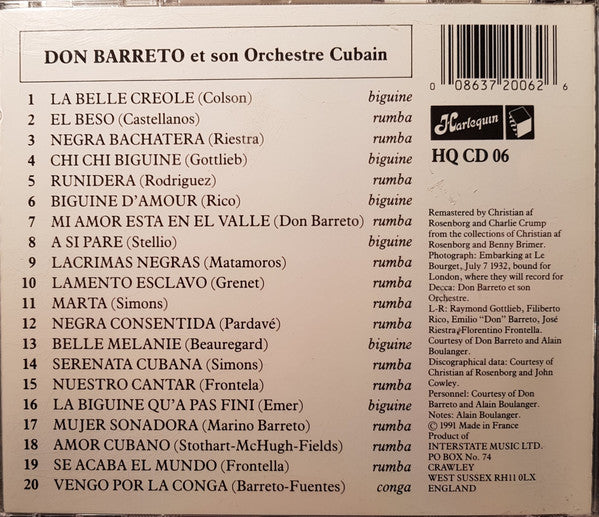 DON BARRETO et son Orchestre Cubain
1 LA BELLE CREOLE (Colson) biguine
2 EL BESO (Castellanos) rumba
3 NEGRA BACHATERA (Riestra) rumba
4 CHI CHI BIGUINE (Gottlieb) biguine
5 RUNIDERA (Rodriguez) rumba
6 BIGUINE D'AMOUR (Rico) biguine
7 MI AMOR ESTA EN EL VALLE (Don Barreto) rumba
8 A SI PARE (Stellio) biguine
9 LACRIMAS NEGRAS (Matamoros) rumba
10 LAMENTO ESCLAVO (Grenet) rumba
11 MARTA (Simons) rumba
12 NEGRA CONSENTIDA (Pardavé) rumba
13 BELLE MELANIE (Beauregard) biguine
14 SERENATA CUBANA (Simons) rumba
15 NUESTRO CANTAR (Frontela) rumba
16 LA BIGUINE QU'A PAS FINI (Emer) biguine
17 MUJER SONADORA (Marino Barreto) rumba
18 AMOR CUBANO (Stothart-McHugh-Fields) rumba
19 SE ACABA EL MUNDO (Frontella) rumba
20 VENGO POR LA CONGA (Barreto-Fuentes) conga
0 08637 20062 6
Harlequin
HQ CD 06
Remastered by Christian af
Rosenberg and Charlie Crump
from the collections of Christian af
Rosenberg and Benny Brimer.
Photograph: Embarking at Le
Bourget, July 7 1932, bound for
London, where they will record for
Decca: Don Barreto et son
Orchestre.
L-R: Raymond Gottlieb, Filiberto
Rico, Emilio "Don" Barreto, José
Riestra, Florentino Frontella.
Courtesy of Don Barreto and Alain
Boulanger.
Discographical data: Courtesy of
Christian af Rosenberg and John
Cowley.
Personnel: Courtesy of Don
Barreto and Alain Boulanger.
Notes: Alain Boulanger.
© 1991 Made in France
Product of
INTERSTATE MUSIC LTD.
PO BOX No. 74
CRAWLEY
WEST SUSSEX RH11 0LX
ENGLAND